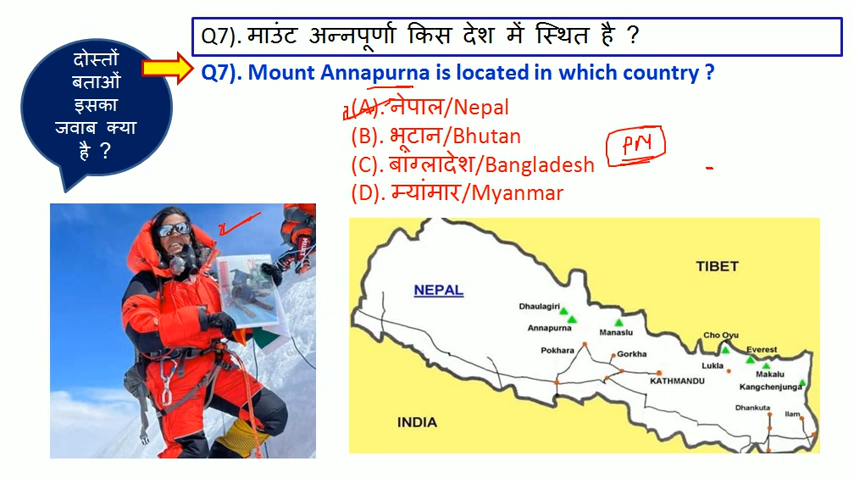 Q7). माउंट अन्नपूर्णा किस देश में स्थित है ?
दोस्तों
बताओं
इसका
जवाब क्या
है ?
Q7). Mount Annapurna is located in which country ?
(A). नेपाल/Nepal
(B). भूटान/Bhutan
(C). बांग्लादेश/Bangladesh
PM
(D). म्यांमार/Myanmar
TIBET
NEPAL
Dhaulagiri
Annapurna
Manaslu
Cho Oyu
Everest
Pokhara
Gorkha
Lukla
Makalu
KATHMANDU
Kangchenjunga
Dhankuta
Ilam
INDIA